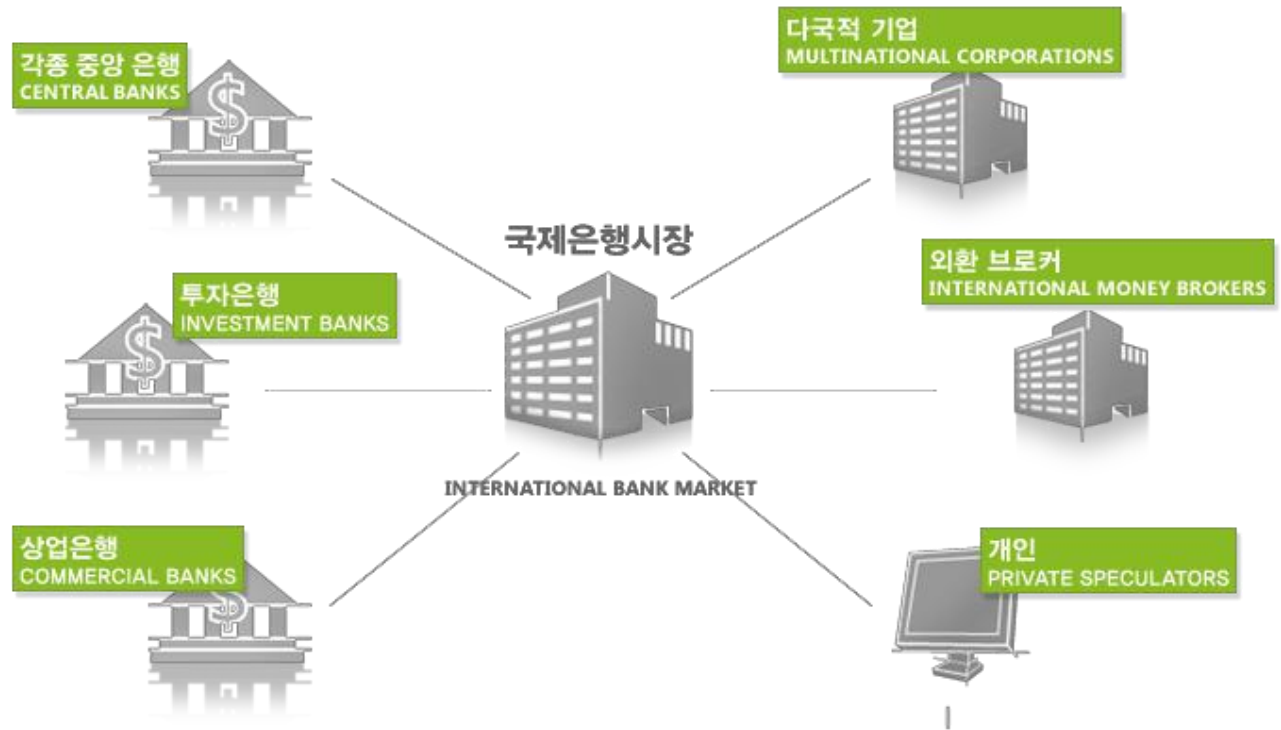 각종 중앙 은행
CENTRAL BANKS
다국적 기업
MULTINATIONAL CORPORATIONS
국제은행시장
투자은행
INVESTMENT BANKS
외환 브로커
INTERNATIONAL MONEY BROKERS
INTERNATIONAL BANK MARKET
상업은행
COMMERCIAL BANKS
개인
PRIVATE SPECULATORS